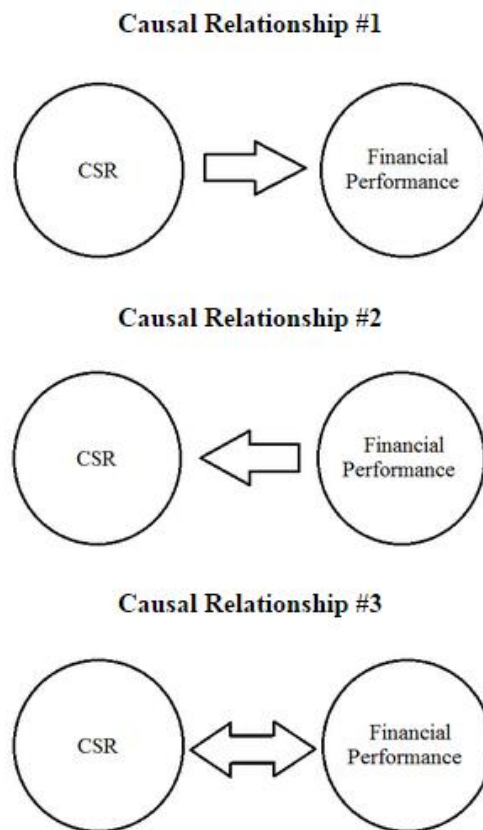 Causal Relationship #1
CSR
Financial
Performance
Causal Relationship #2
CSR
Financial
Performance
Causal Relationship #3
CSR
Financial
Performance